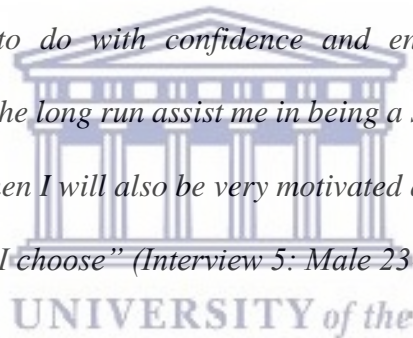 to do with confidence and en
he long run assist me in being a s
en I will also be very motivated a
I choose” (Interview 5: Male 23
UNIVERSITY of the